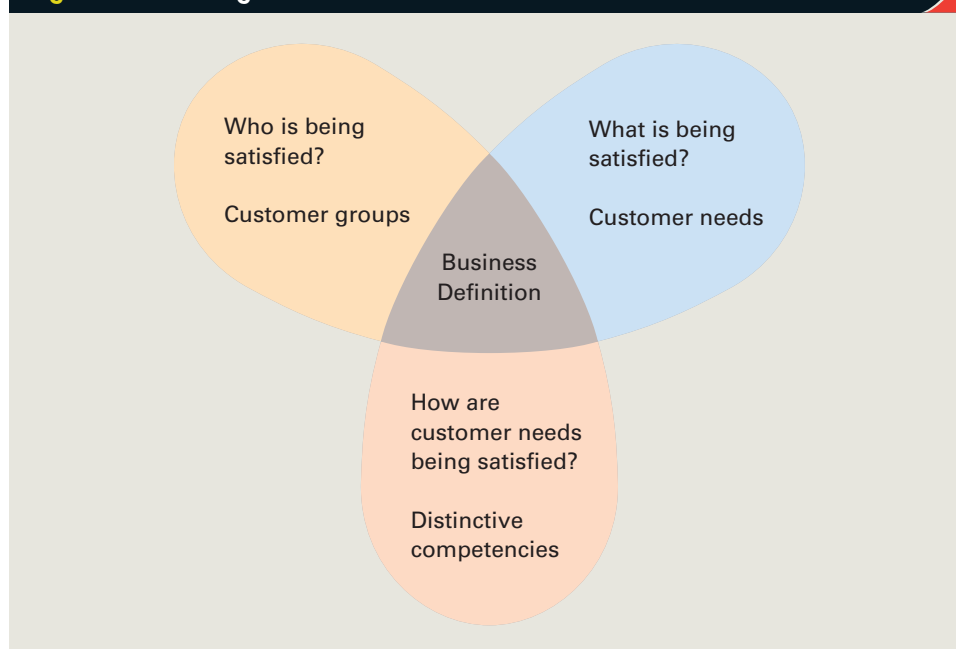 Who is being
satisfied?
Customer groups
What is being
satisfied?
Customer needs
Business
Definition
How are
customer needs
being satisfied?
Distinctive
competencies